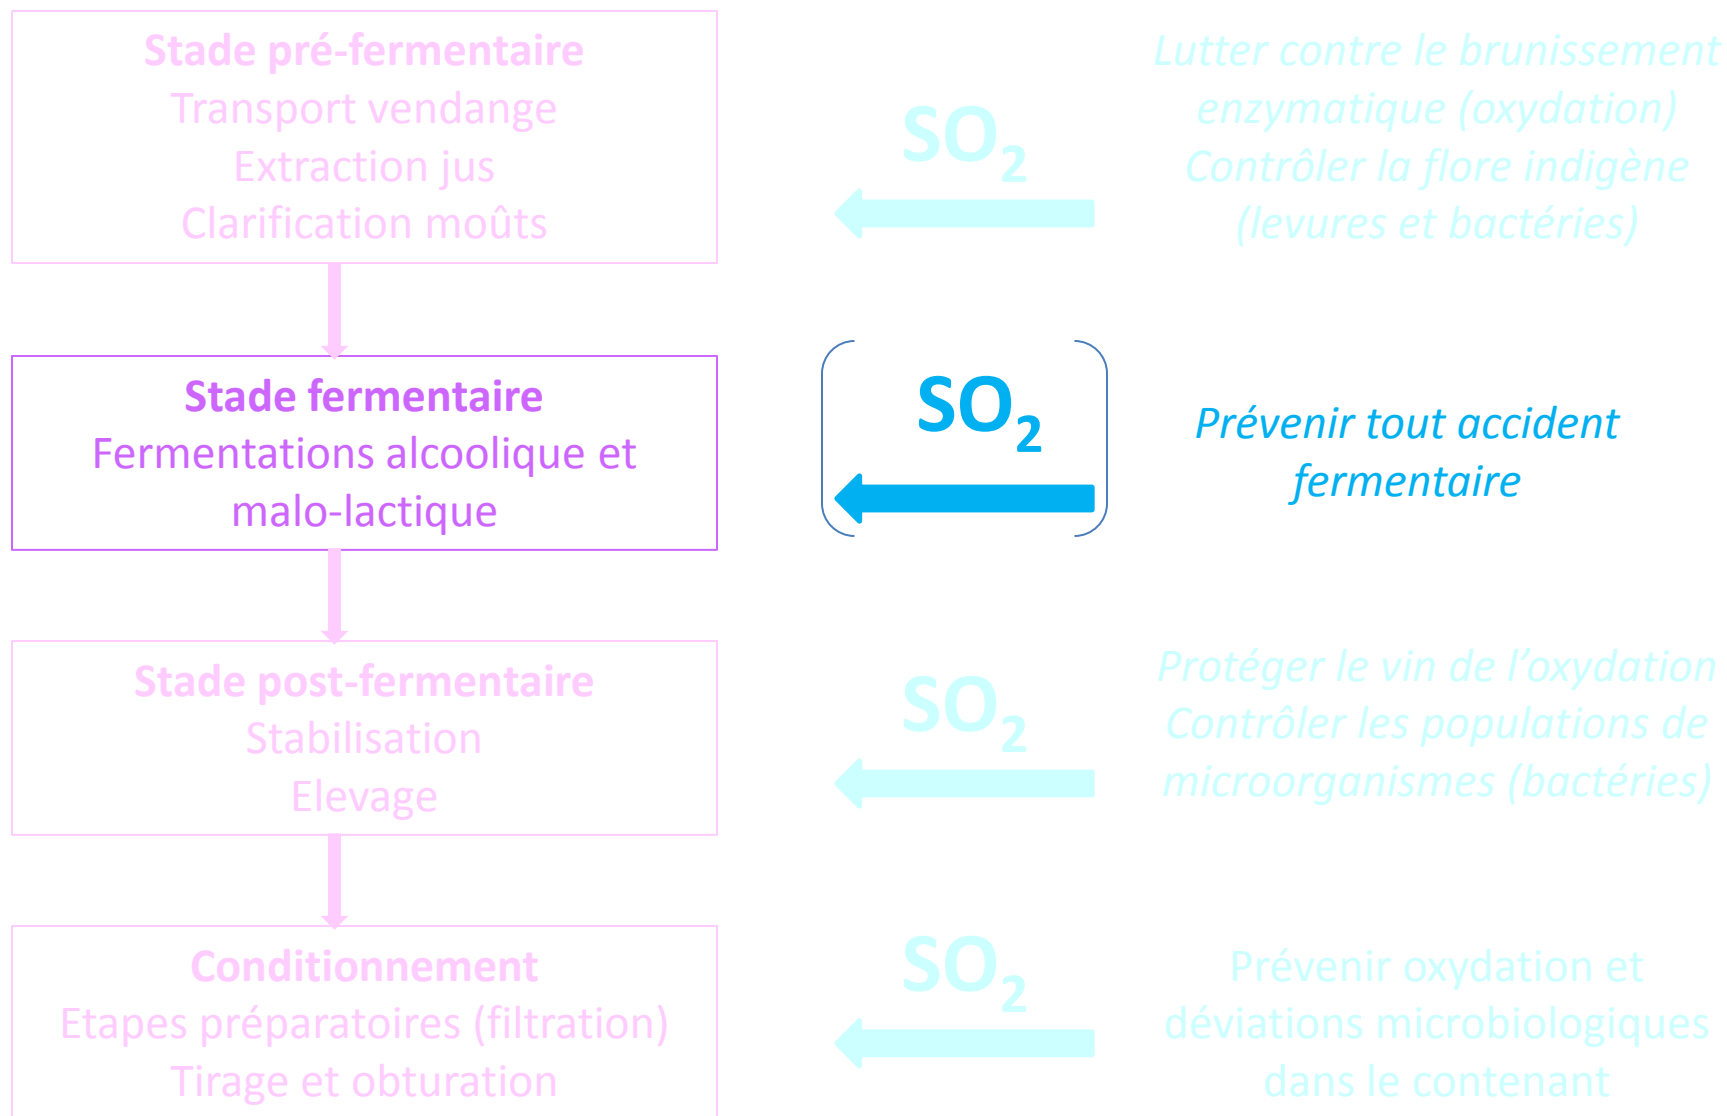 Stade pré-fermentaire
Transport vendange
Extraction jus
Clarification moûts
SO₂
Lutter contre le brunissement
enzymatique (oxydation)
Contrôler la flore indigène
(levures et bactéries)
Stade fermentaire
Fermentations alcoolique et
malo-lactique
SO₂
Prévenir tout accident
fermentaire
Stade post-fermentaire
Stabilisation
Elevage
SO₂
Protéger le vin de l’oxydation
Contrôler les populations de
microorganismes (bactéries)
Conditionnement
Etapes préparatoires (filtration)
Tirage et obturation
SO₂
Prévenir oxydation et
déviations microbiologiques
dans le contenant